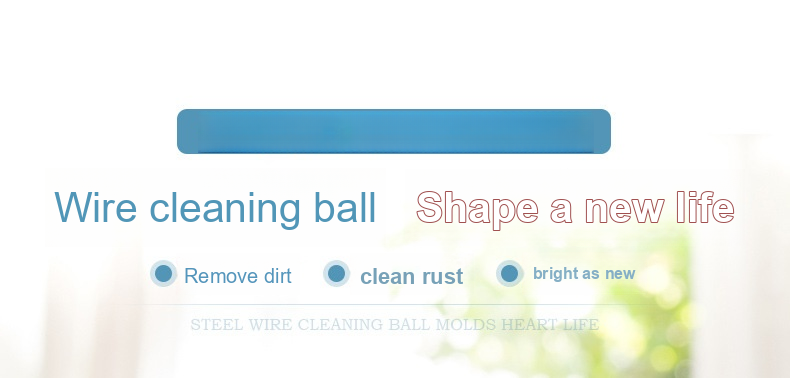 Wire cleaning ball Shape a new life
Remove dirt clean rust bright as new
STEEL WIRE CLEANING BALL MOLDS HEART LIFE